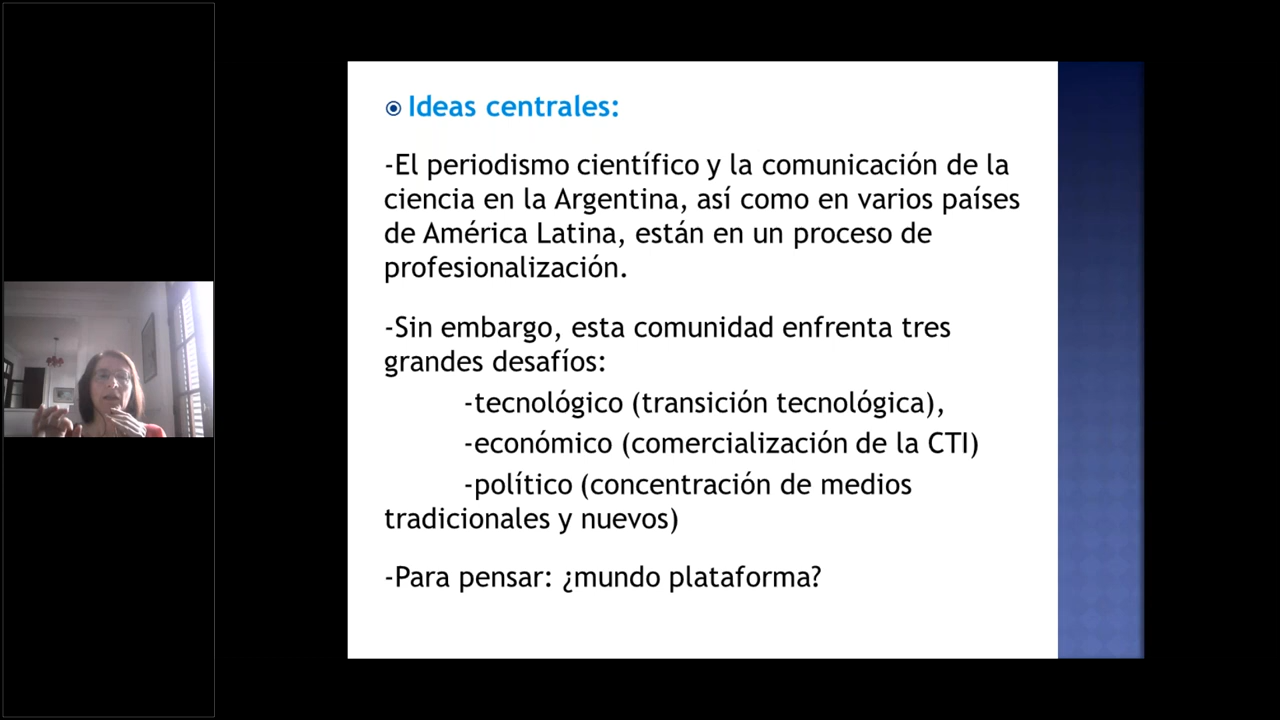 Ideas centrales:
-El periodismo científico y la comunicación de la
ciencia en la Argentina, así como en varios países
de América Latina, están en un proceso de
profesionalización.
-Sin embargo, esta comunidad enfrenta tres
grandes desafíos:
-tecnológico (transición tecnológica),
-económico (comercialización de la CTI)
-político (concentración de medios
tradicionales y nuevos)
-Para pensar: ¿mundo plataforma?